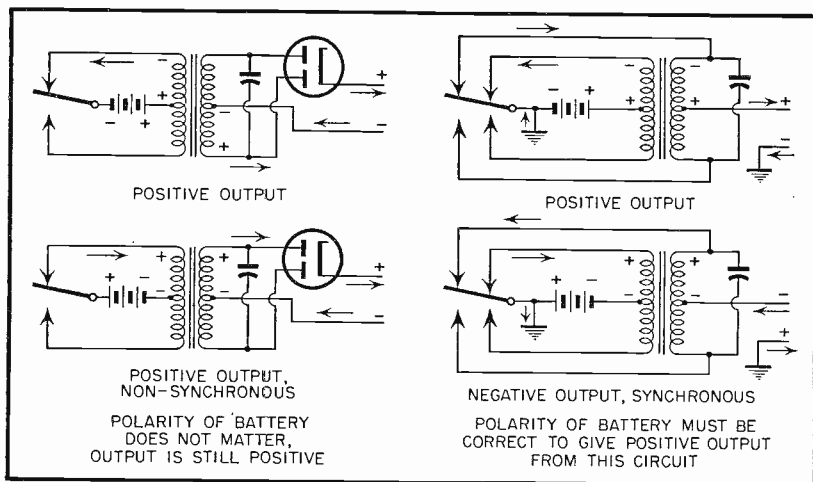 POSITIVE OUTPUT
POSITIVE OUTPUT
POSITIVE OUTPUT,
NON-SYNCHRONOUS
POLARITY OF BATTERY
DOES NOT MATTER,
OUTPUT IS STILL POSITIVE
NEGATIVE OUTPUT, SYNCHRONOUS
POLARITY OF BATTERY MUST BE
CORRECT TO GIVE POSITIVE OUTPUT
FROM THIS CIRCUIT